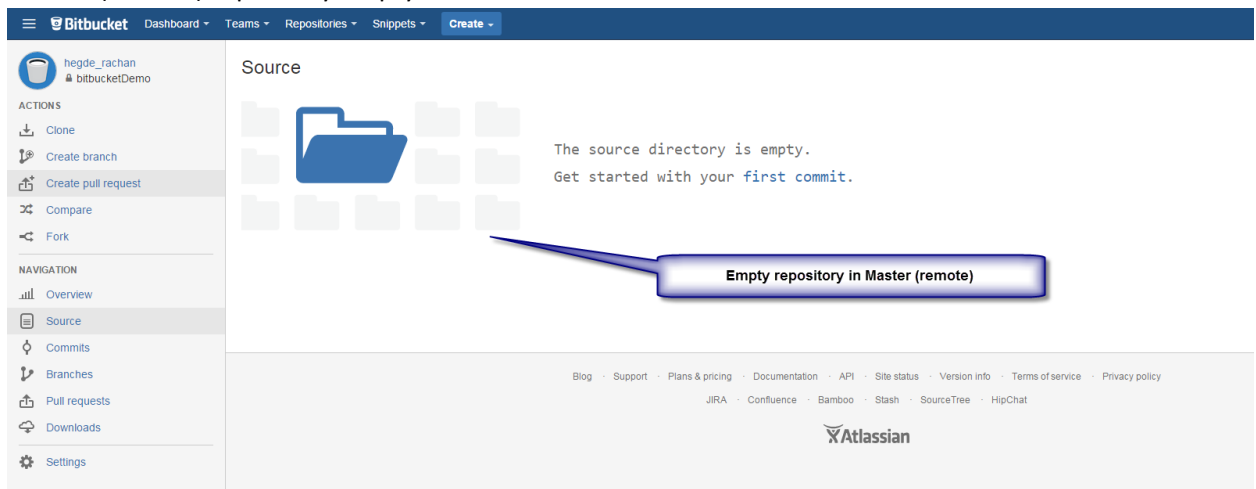 Bitbucket Dashboard Teams Repositories Snippets Create
hegde_rachan
bitbucketDemo
ACTIONS
Clone
Create branch
Create pull request
Compare
Fork
NAVIGATION
Overview
Source
Commits
Branches
Pull requests
Downloads
Settings
Source
The source directory is empty.
Get started with your first commit.
Empty repository in Master (remote)
Blog · Support · Plans & pricing · Documentation · API · Site status · Version info · Terms of service · Privacy policy
JIRA · Confluence · Bamboo · Stash · SourceTree · HipChat
Atlassian